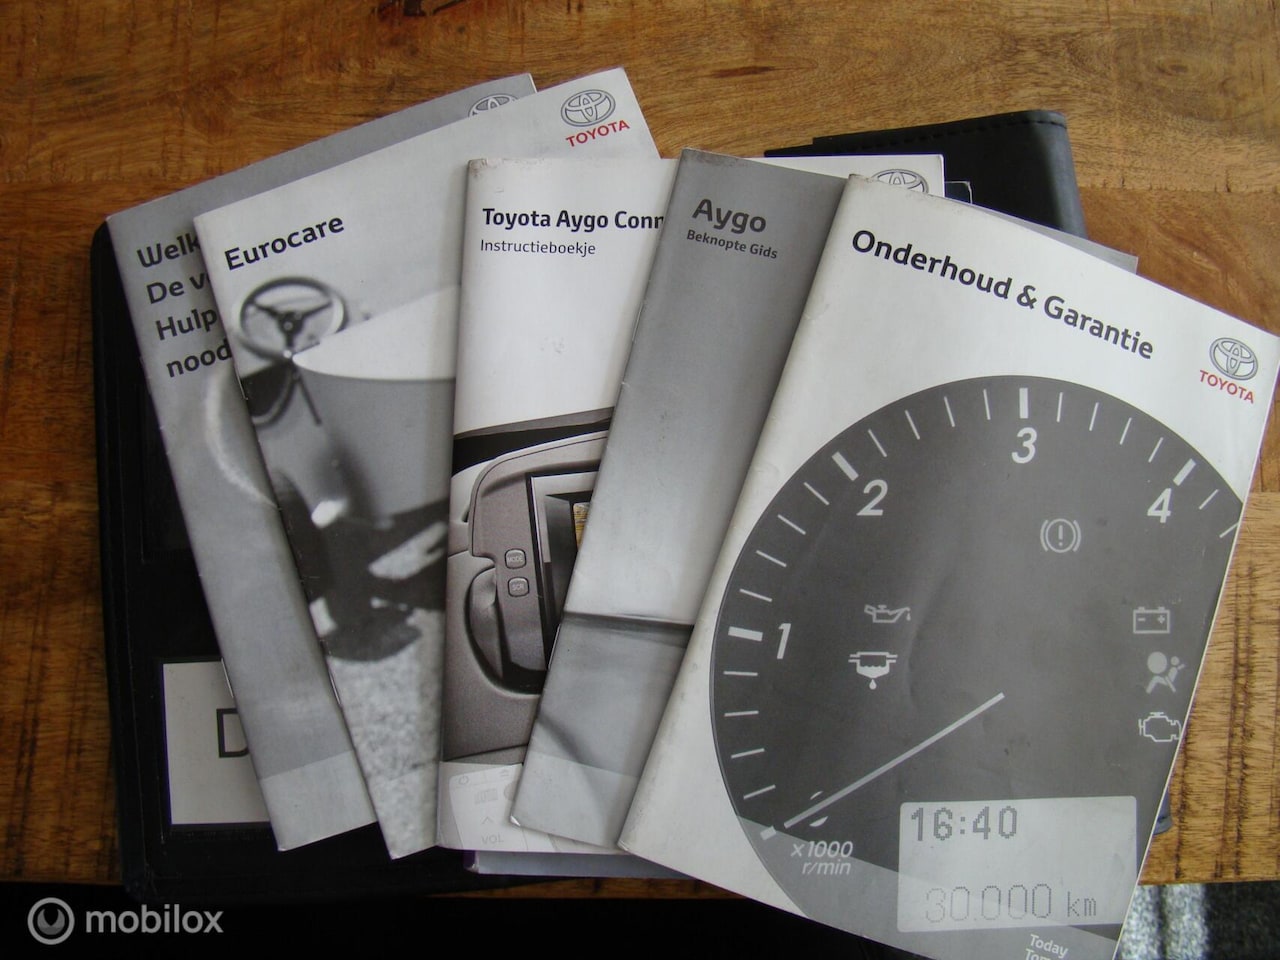 Welk
De v
Hulp
nood
Eurocare
TOYOTA
Toyota Aygo Conn
Instructieboekje
Aygo
Beknopte Gids
Onderhoud & Garantie
TOYOTA
1
2
3
4
x1000
r/min
16:40
30.000 km
Today
VOL
D
mobilox